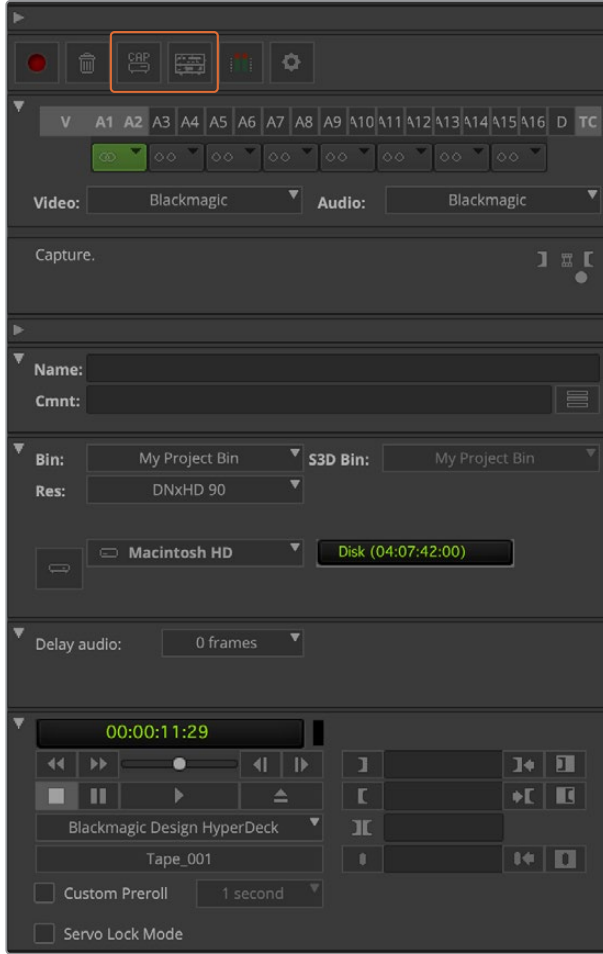 CAP
V A1 A2 A3 A4 A5 A6 A7 A8 A9 A10 A11 A12 A13 A14 A15 A16 D TC
Video: Blackmagic Audio: Blackmagic
Capture.
Name:
Cmnt:
Bin: My Project Bin S3D Bin: My Project Bin
Res: DNxHD 90
Macintosh HD Disk (04:07:42:00)
Delay audio: 0 frames
00:00:11:29
Blackmagic Design HyperDeck
Tape_001
Custom Preroll 1 second
Servo Lock Mode